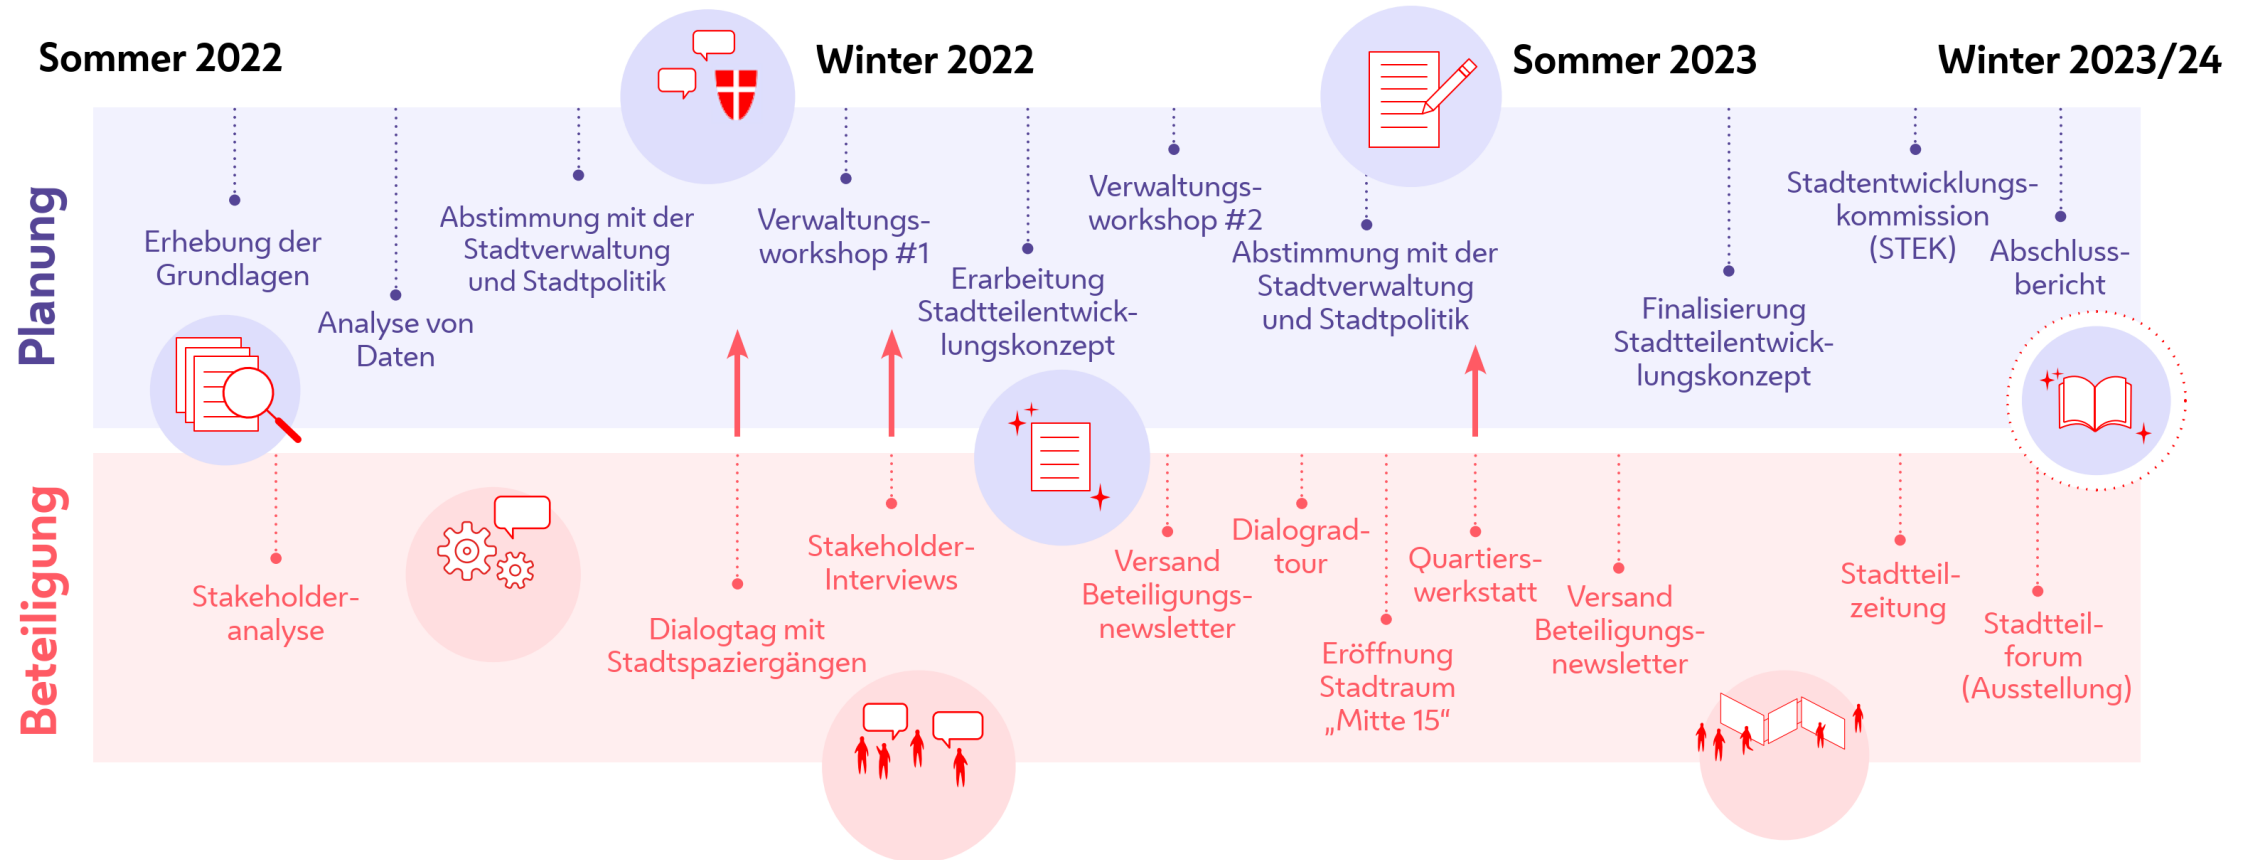 Sommer 2022
Winter 2022
Sommer 2023
Winter 2023/24
Planung
Erhebung der
Grundlagen
Analyse von
Daten
Abstimmung mit der
Stadtverwaltung
und Stadtpolitik
Verwaltungs-
workshop #1
Erarbeitung
Stadtteilentwick-
lungskonzept
Verwaltungs-
workshop #2
Abstimmung mit der
Stadtverwaltung
und Stadtpolitik
Finalisierung
Stadtteilentwick-
lungskonzept
Stadtentwicklungs-
kommission
(STEK)
Abschluss-
bericht
Beteiligung
Stakeholder-
analyse
Dialogtag mit
Stadtspaziergängen
Stakeholder-
Interviews
Versand
Beteiligungs-
newsletter
Dialograd-
tour
Eröffnung
Stadtraum
„Mitte 15“
Quartiers-
werkstatt
Versand
Beteiligungs-
newsletter
Stadtteil-
zeitung
Stadtteil-
forum
(Ausstellung)